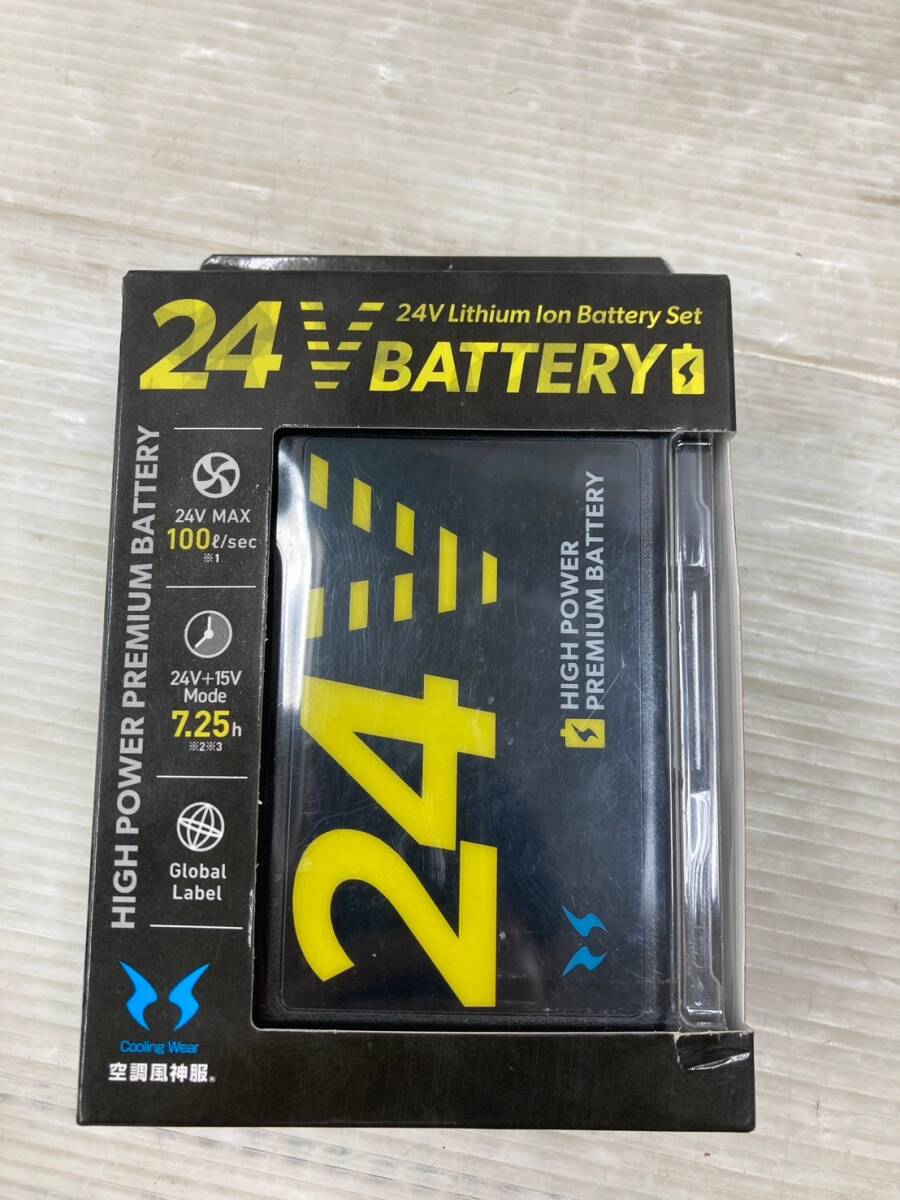 24V
24V Lithium Ion Battery Set
BATTERY
HIGH POWER PREMIUM BATTERY
24V MAX
100ℓ/sec
※1
24V+15V
Mode
7.25h
※2※3
Global
Label
Cooling Wear
空調風神服®
24V
HIGH POWER
PREMIUM BATTERY